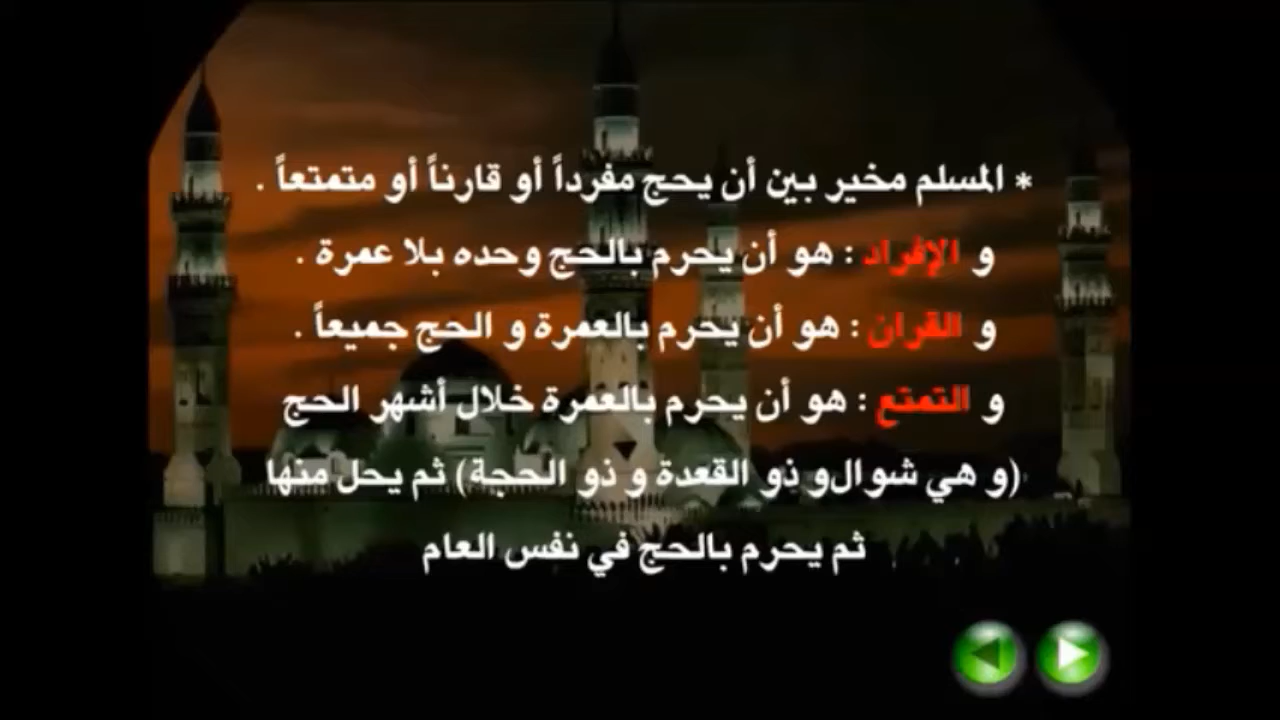 * المسلم مخير بين أن يحج مفرداً أو قارناً أو متمتعاً .
و الإفراد : هو أن يحرم بالحج وحده بلا عمرة .
و القران : هو أن يحرم بالعمرة و الحج جميعاً .
و التمتع : هو أن يحرم بالعمرة خلال أشهر الحج
(و هي شوال و ذو القعدة و ذو الحجة) ثم يحل منها
ثم يحرم بالحج في نفس العام